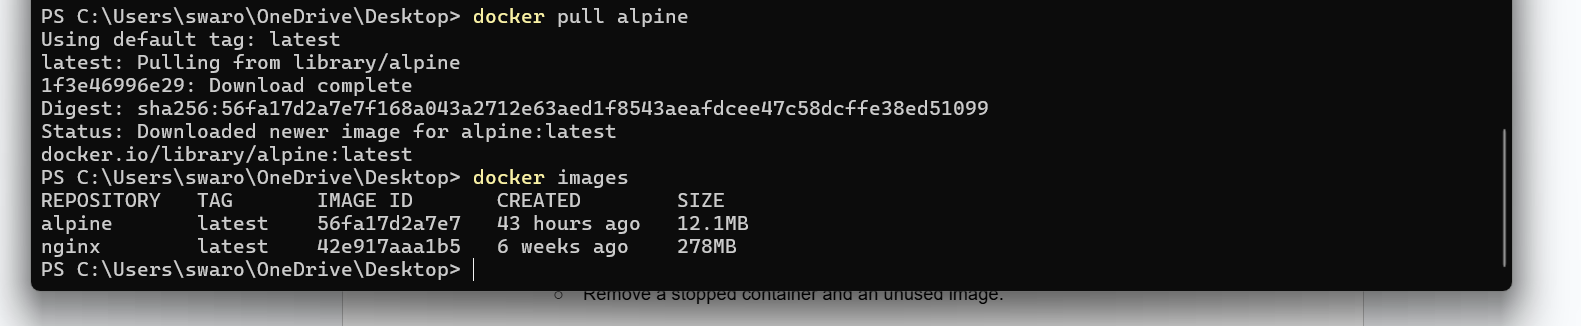 PS C:\Users\swaro\OneDrive\Desktop> docker pull alpine
Using default tag: latest
latest: Pulling from library/alpine
1f3e46996e29: Download complete
Digest: sha256:56fa17d2a7e7f168a043a2712e63aed1f8543aeafdcee47c58dcffe38ed51099
Status: Downloaded newer image for alpine:latest
docker.io/library/alpine:latest
PS C:\Users\swaro\OneDrive\Desktop> docker images
REPOSITORY   TAG       IMAGE ID       CREATED        SIZE
alpine       latest    56fa17d2a7e7   43 hours ago   12.1MB
nginx        latest    42e917aaa1b5   6 weeks ago    278MB
PS C:\Users\swaro\OneDrive\Desktop>
○ Remove a stopped container and an unused image.